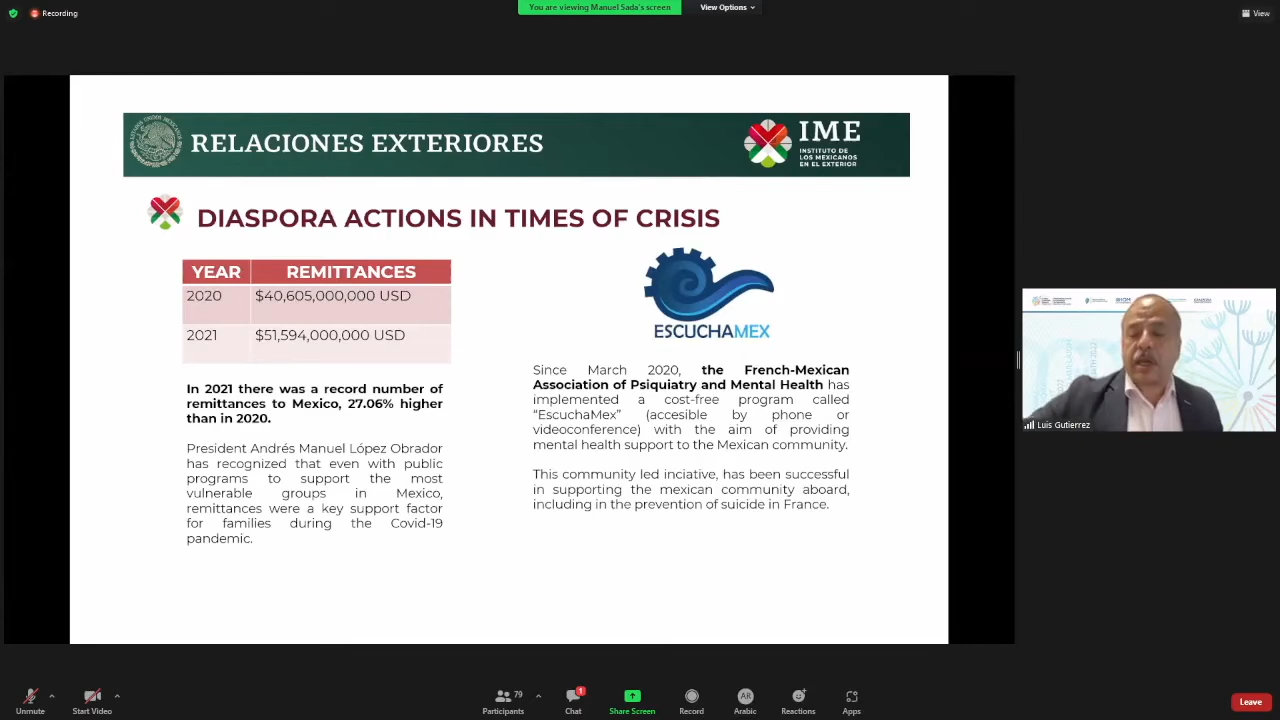 Recording
You are viewing Manuel Sada's screen
View Options
View
RELACIONES EXTERIORES
IME
INSTITUTO DE
LOS MEXICANOS
EN EL EXTERIOR
DIASPORA ACTIONS IN TIMES OF CRISIS
YEAR REMITTANCES
2020 $40,605,000,000 USD
2021 $51,594,000,000 USD
In 2021 there was a record number of
remittances to Mexico, 27.06% higher
than in 2020.
President Andrés Manuel López Obrador
has recognized that even with public
programs to support the most
vulnerable groups in Mexico,
remittances were a key support factor
for families during the Covid-19
pandemic.
ESCUCHAMEX
Since March 2020, the French-Mexican
Association of Psiquiatry and Mental Health has
implemented a cost-free program called
“EscuchaMex” (accesible by phone or
videoconference) with the aim of providing
mental health support to the Mexican community.
This community led inciative, has been successful
in supporting the mexican community aboard,
including in the prevention of suicide in France.
Luis Gutierrez
Unmute
Start Video
79
Participants
1
Chat
Share Screen
Record
AR
Arabic
Reactions
Apps
Leave